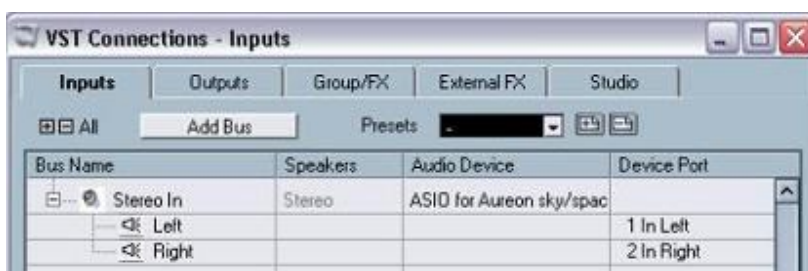 VST Connections - Inputs
Inputs Outputs Group/FX External FX Studio
All Add Bus Presets -
Bus Name Speakers Audio Device Device Port
Stereo In Stereo ASIO for Aureon sky/spac
Left 1 In Left
Right 2 In Right